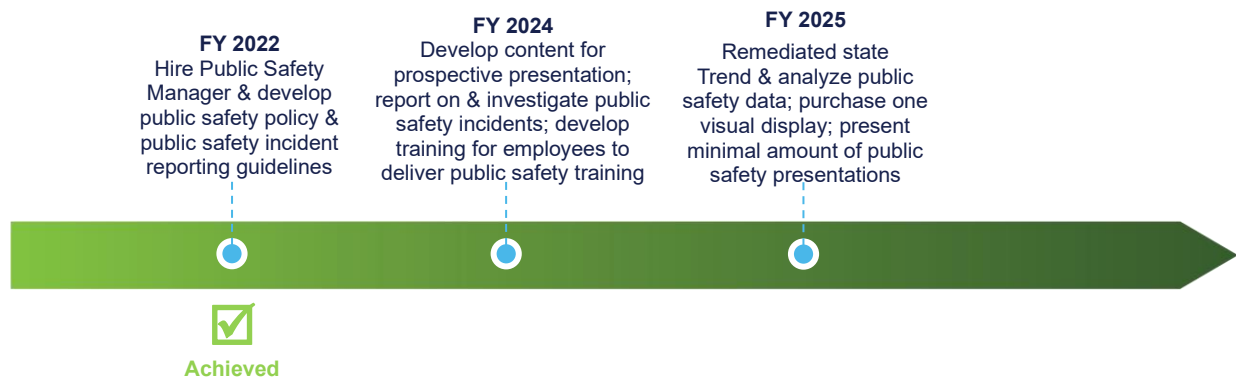 FY 2022
Hire Public Safety
Manager & develop
public safety policy &
public safety incident
reporting guidelines
FY 2024
Develop content for
prospective presentation;
report on & investigate public
safety incidents; develop
training for employees to
deliver public safety training
FY 2025
Remediated state
Trend & analyze public
safety data; purchase one
visual display; present
minimal amount of public
safety presentations
Achieved